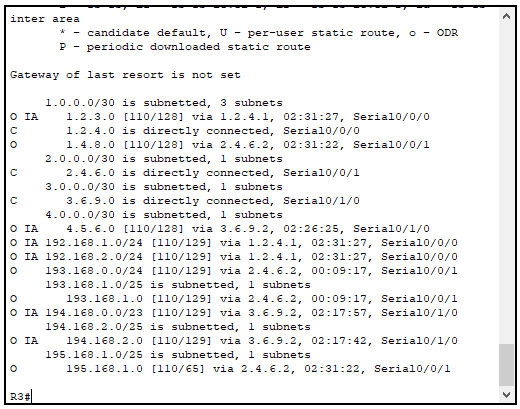 inter area
* - candidate default, U - per-user static route, o - ODR
P - periodic downloaded static route
Gateway of last resort is not set
1.0.0.0/30 is subnetted, 3 subnets
O IA 1.2.3.0 [110/128] via 1.2.4.1, 02:31:27, Serial0/0/0
C 1.2.4.0 is directly connected, Serial0/0/0
O 1.4.8.0 [110/128] via 2.4.6.2, 02:31:22, Serial0/0/1
2.0.0.0/30 is subnetted, 1 subnets
C 2.4.6.0 is directly connected, Serial0/0/1
3.0.0.0/30 is subnetted, 1 subnets
C 3.6.9.0 is directly connected, Serial0/1/0
4.0.0.0/30 is subnetted, 1 subnets
O IA 4.5.6.0 [110/128] via 3.6.9.2, 02:26:25, Serial0/1/0
O IA 192.168.1.0/24 [110/129] via 1.2.4.1, 02:31:27, Serial0/0/0
O IA 192.168.2.0/24 [110/129] via 1.2.4.1, 02:31:27, Serial0/0/0
O 193.168.0.0/24 [110/129] via 2.4.6.2, 00:09:17, Serial0/0/1
193.168.1.0/25 is subnetted, 1 subnets
O 193.168.1.0 [110/129] via 2.4.6.2, 00:09:17, Serial0/0/1
O IA 194.168.0.0/23 [110/129] via 3.6.9.2, 02:17:57, Serial0/1/0
194.168.2.0/25 is subnetted, 1 subnets
O IA 194.168.2.0 [110/129] via 3.6.9.2, 02:17:42, Serial0/1/0
195.168.1.0/25 is subnetted, 1 subnets
O 195.168.1.0 [110/65] via 2.4.6.2, 02:31:22, Serial0/0/1
R3#